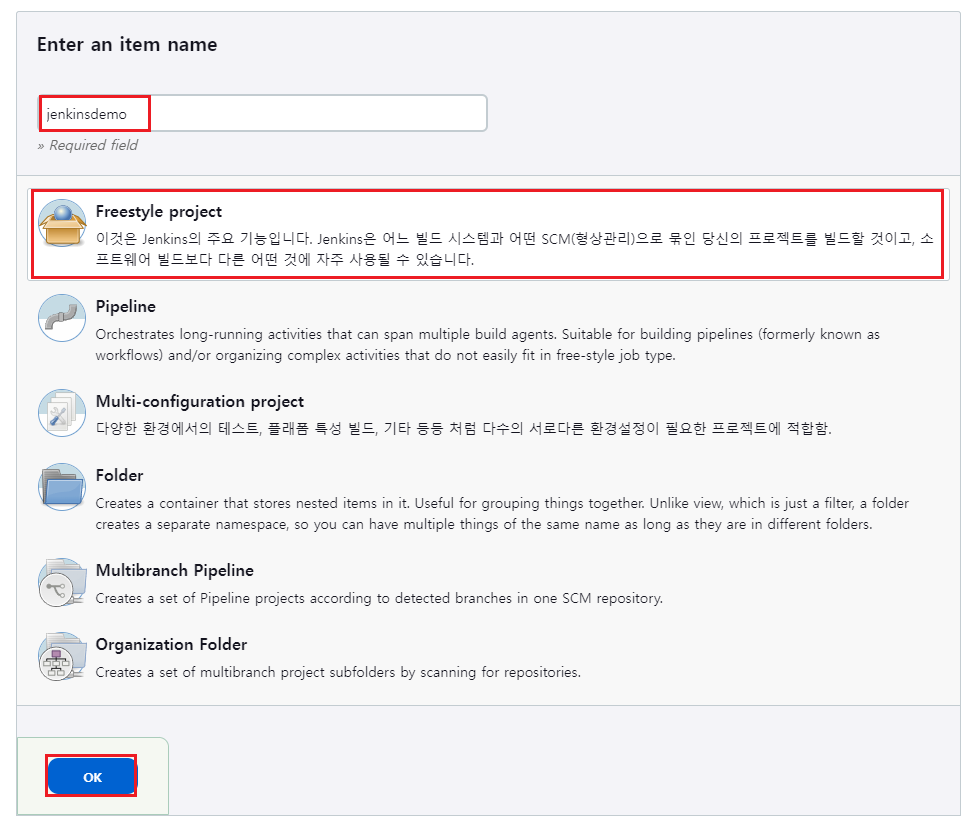 Enter an item name
jenkinsdemo
» Required field
Freestyle project
이것은 Jenkins의 주요 기능입니다. Jenkins은 어느 빌드 시스템과 어떤 SCM(형상관리)으로 묶인 당신의 프로젝트를 빌드할 것이고, 소
프트웨어 빌드보다 다른 어떤 것에 자주 사용될 수 있습니다.
Pipeline
Orchestrates long-running activities that can span multiple build agents. Suitable for building pipelines (formerly known as
workflows) and/or organizing complex activities that do not easily fit in free-style job type.
Multi-configuration project
다양한 환경에서의 테스트, 플래폼 특성 빌드, 기타 등등 처럼 다수의 서로다른 환경설정이 필요한 프로젝트에 적합함.
Folder
Creates a container that stores nested items in it. Useful for grouping things together. Unlike view, which is just a filter, a folder
creates a separate namespace, so you can have multiple things of the same name as long as they are in different folders.
Multibranch Pipeline
Creates a set of Pipeline projects according to detected branches in one SCM repository.
Organization Folder
Creates a set of multibranch project subfolders by scanning for repositories.
OK